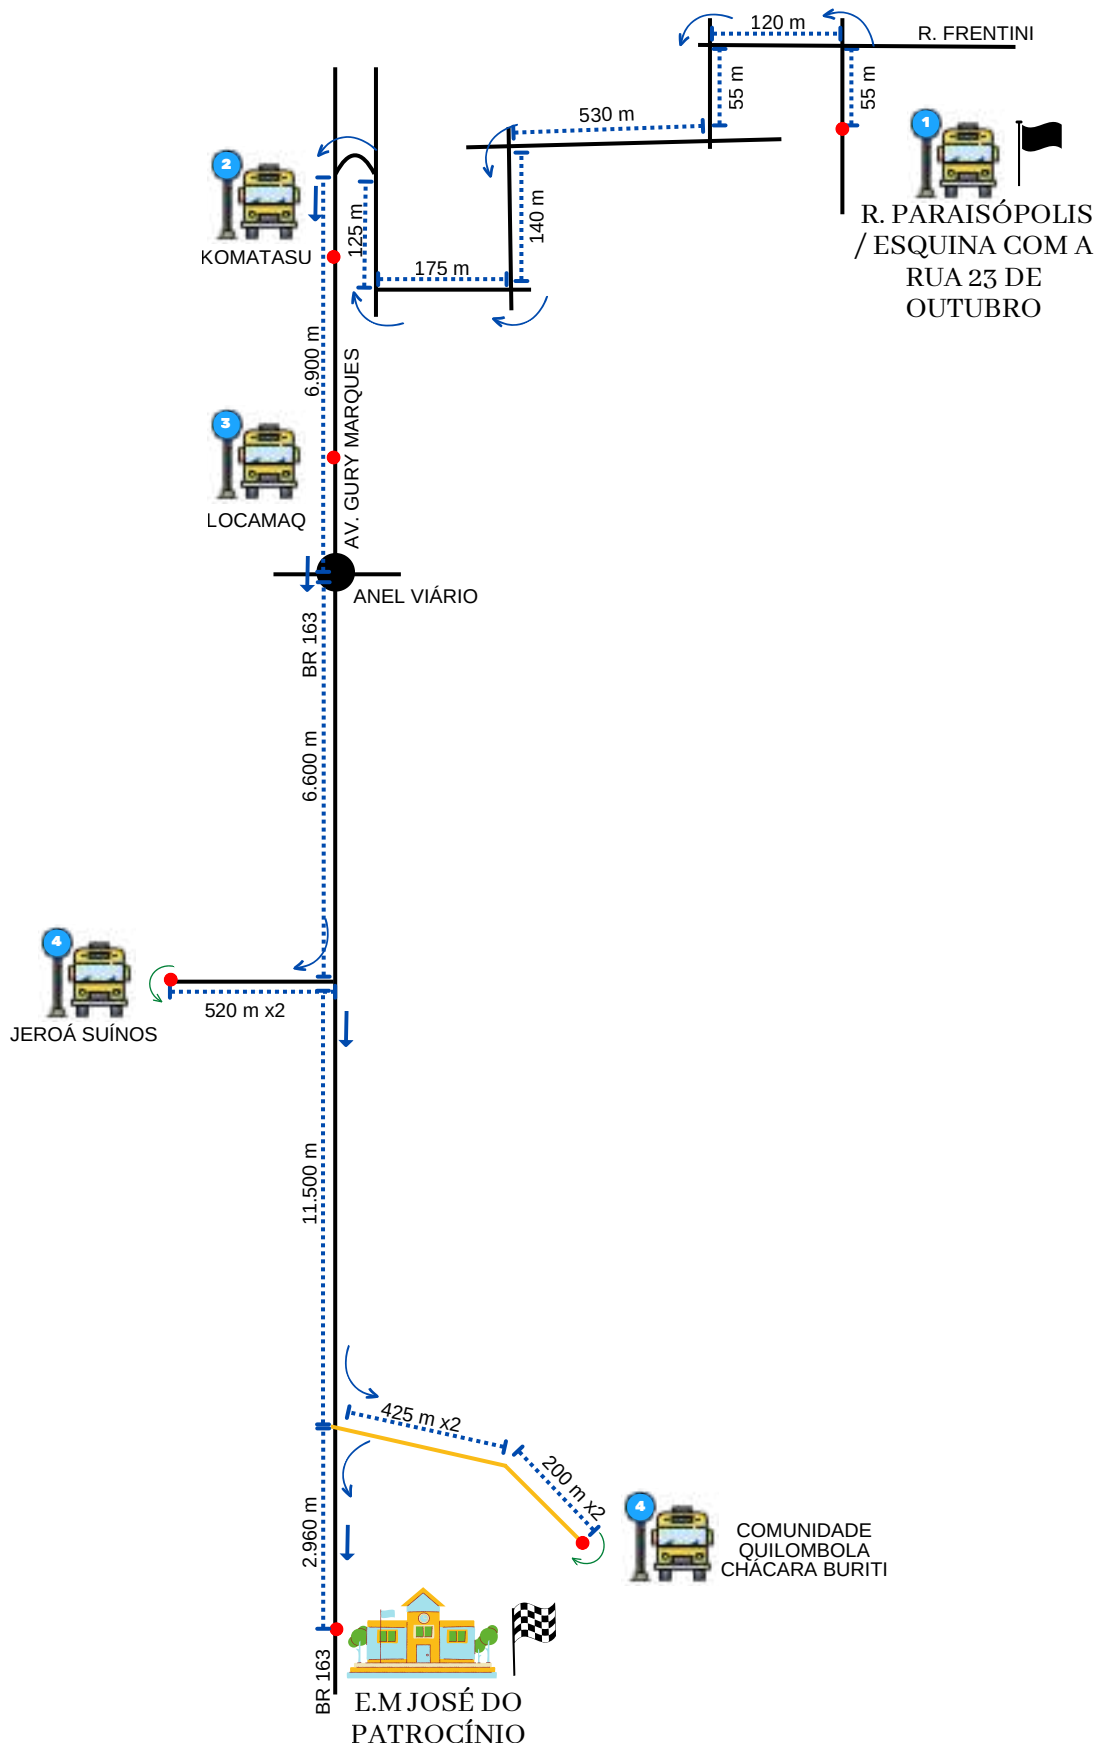 120 m
R. FRENTINI
55 m
55 m
530 m
1
2
140 m
125 m
R. PARAISÓPOLIS
/ ESQUINA COM A
RUA 23 DE
OUTUBRO
KOMATASU
175 m
6.900 m
AV. GURY MARQUES
3
LOCAMAQ
ANEL VIÁRIO
BR 163
6.600 m
4
520 m x2
JEROÁ SUÍNOS
11.500 m
425 m x2
200 m x2
2.960 m
4
COMUNIDADE
QUILOMBOLA
CHÁCARA BURITI
BR 163
E.M JOSÉ DO
PATROCÍNIO